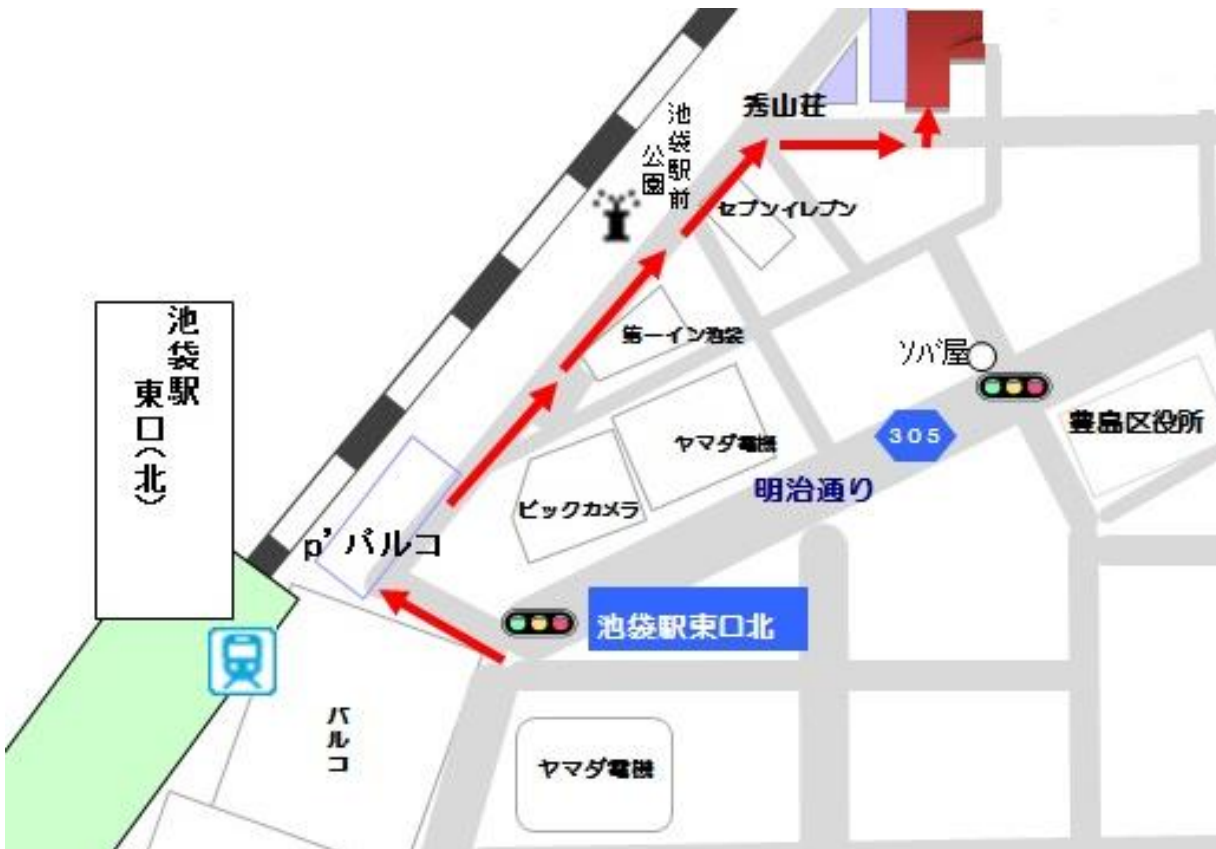 秀山荘
池袋駅前
公園
セブンイレブン
池袋駅
東口(北)
第一イン池袋
ソバ屋
305
豊島区役所
ヤマダ電機
明治通り
ビックカメラ
p’パルコ
池袋駅東口北
パルコ
ヤマダ電機